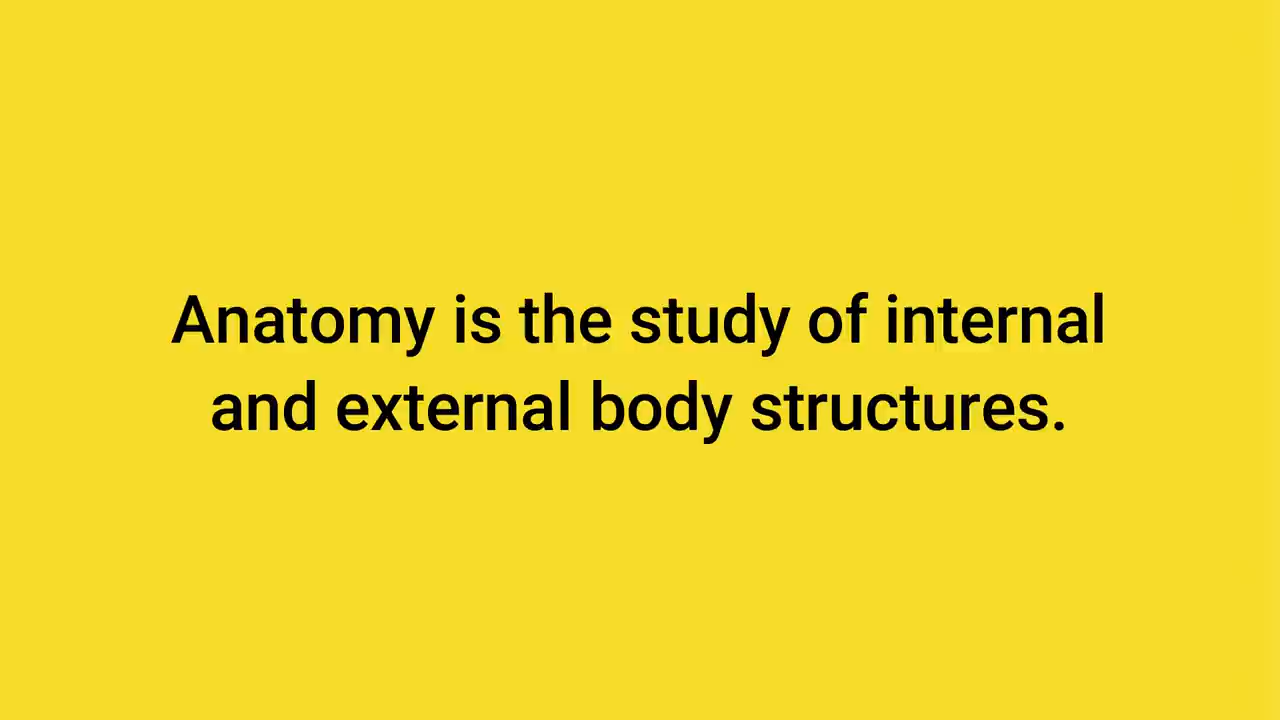 Anatomy is the study of internal
and external body structures.